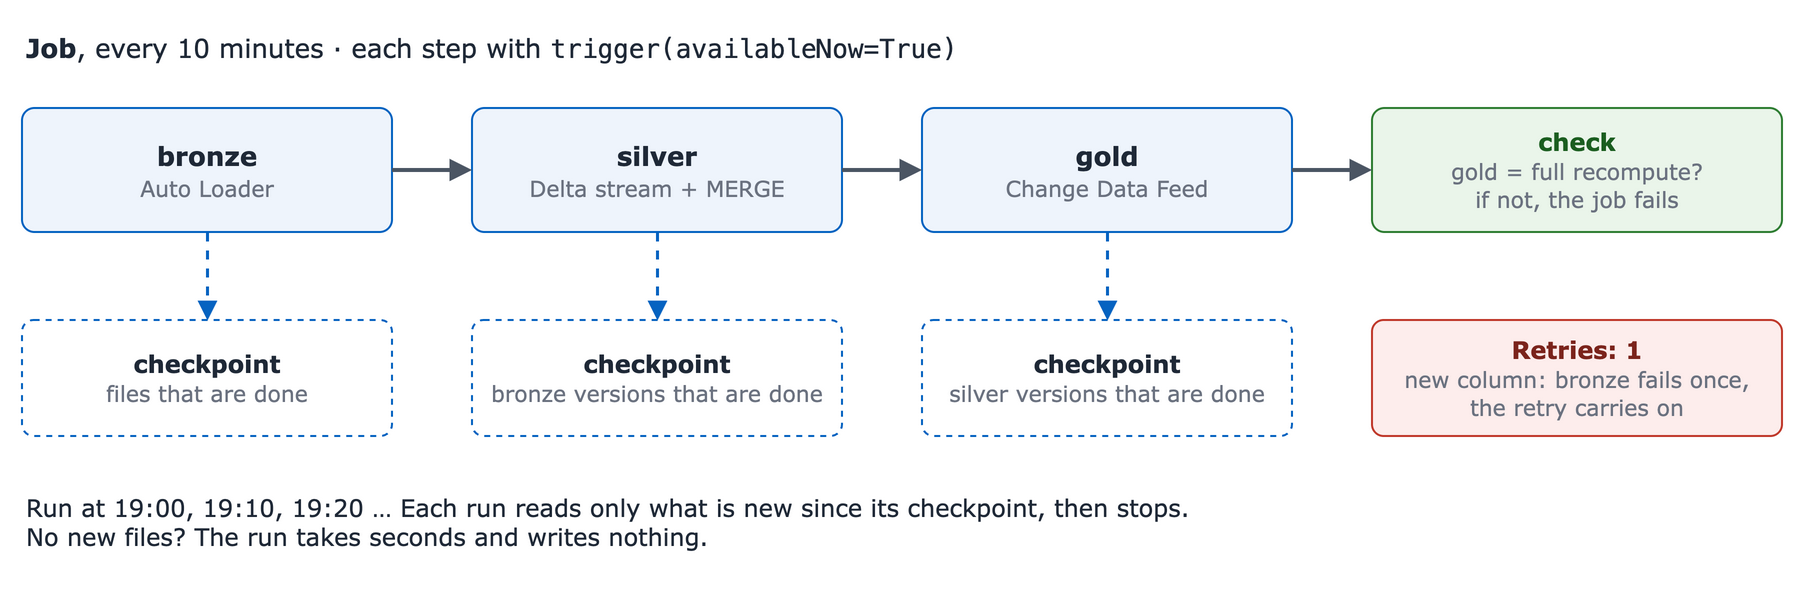 Job, every 10 minutes · each step with trigger(availableNow=True)
bronze
Auto Loader
silver
Delta stream + MERGE
gold
Change Data Feed
check
gold = full recompute?
if not, the job fails
checkpoint
files that are done
checkpoint
bronze versions that are done
checkpoint
silver versions that are done
Retries: 1
new column: bronze fails once,
the retry carries on
Run at 19:00, 19:10, 19:20 … Each run reads only what is new since its checkpoint, then stops.
No new files? The run takes seconds and writes nothing.